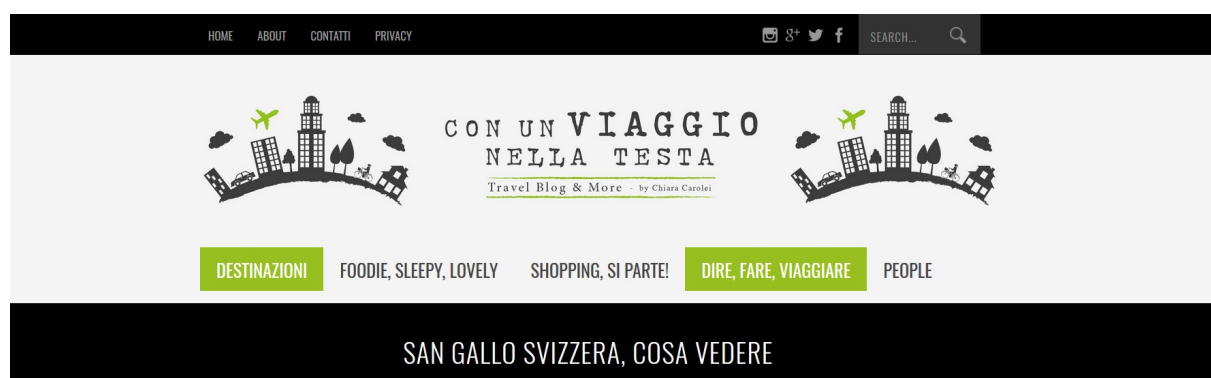 HOME ABOUT CONTATTI PRIVACY SEARCH...
CON UN VIAGGIO
NELLA TESTA
Travel Blog & More - by Chiara Carolei
DESTINAZIONI FOODIE, SLEEPY, LOVELY SHOPPING, SI PARTE! DIRE, FARE, VIAGGIARE PEOPLE
SAN GALLO SVIZZERA, COSA VEDERE